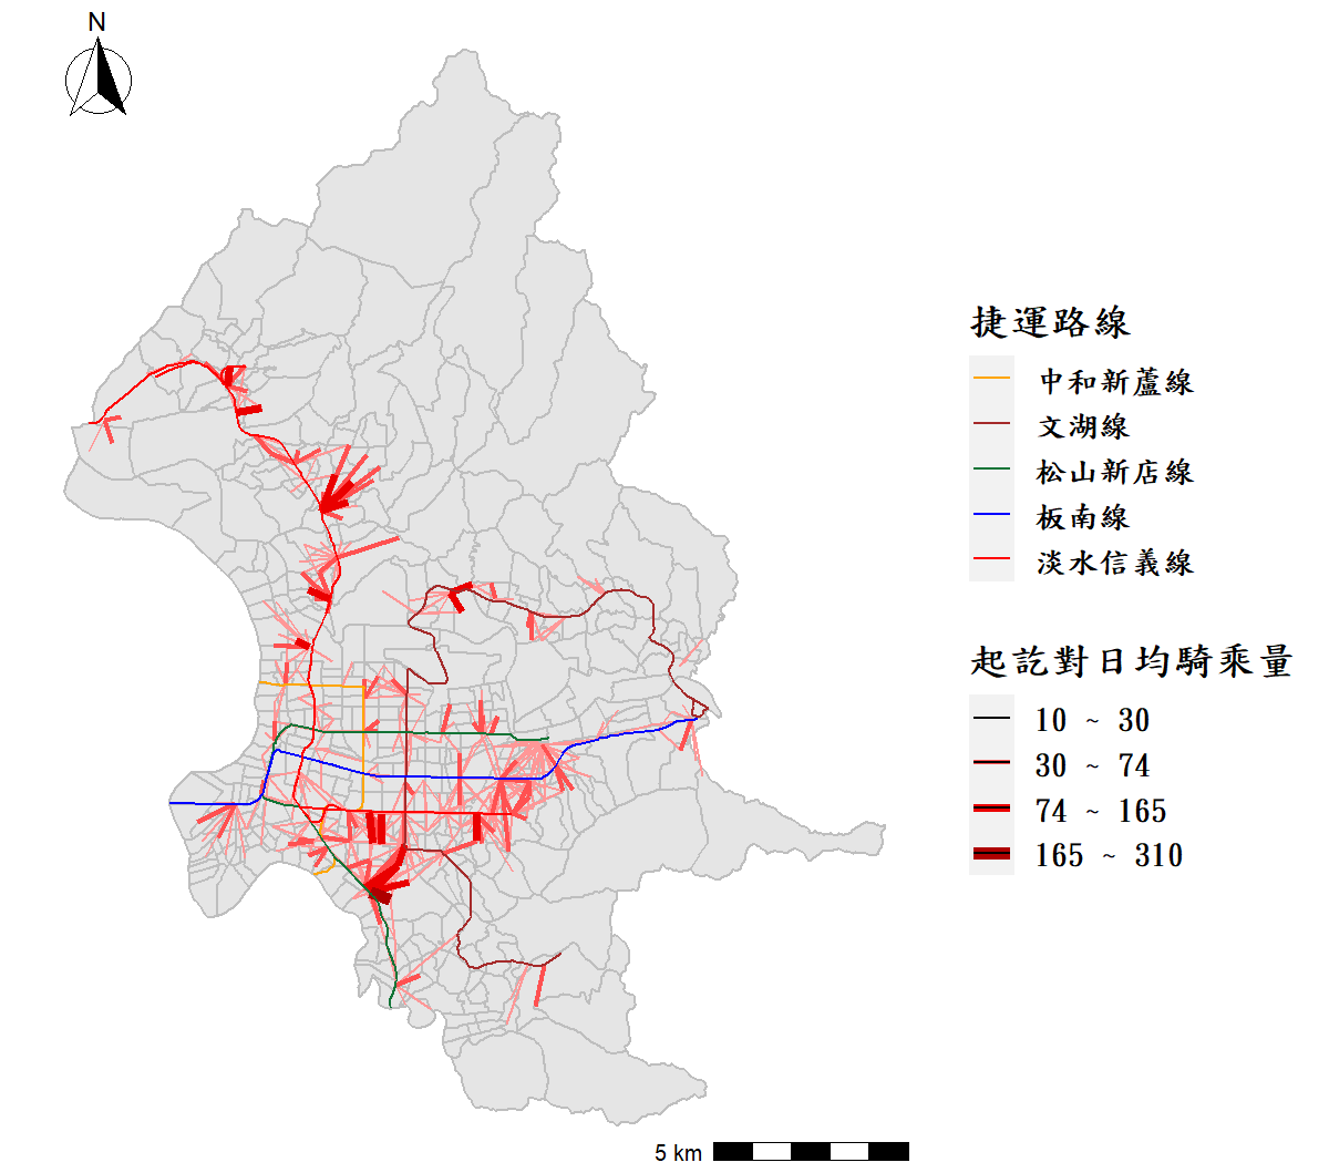 N
捷運路線
中和新蘆線
文湖線
松山新店線
板南線
淡水信義線
起訖對日均騎乘量
10 ~ 30
30 ~ 74
74 ~ 165
165 ~ 310
5 km